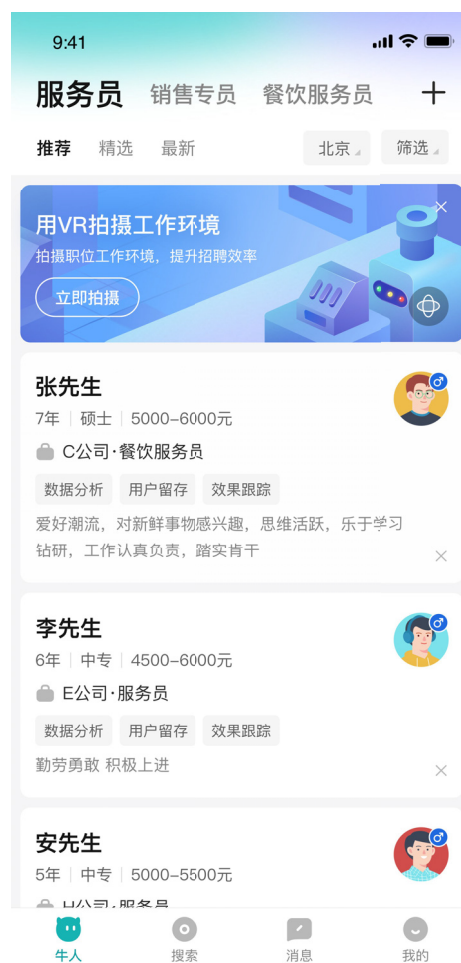 9:41
服务员 销售专员 餐饮服务员
推荐 精选 最新 北京 筛选
用VR拍摄工作环境
拍摄职位工作环境，提升招聘效率
立即拍摄
张先生
7年 硕士 5000-6000元
C公司·餐饮服务员
数据分析 用户留存 效果跟踪
爱好潮流，对新鲜事物感兴趣，思维活跃，乐于学习
钻研，工作认真负责，踏实肯干
李先生
6年 中专 4500-6000元
E公司·服务员
数据分析 用户留存 效果跟踪
勤劳勇敢 积极上进
安先生
5年 中专 5000-5500元
H公司·服务员
牛人 搜索 消息 我的